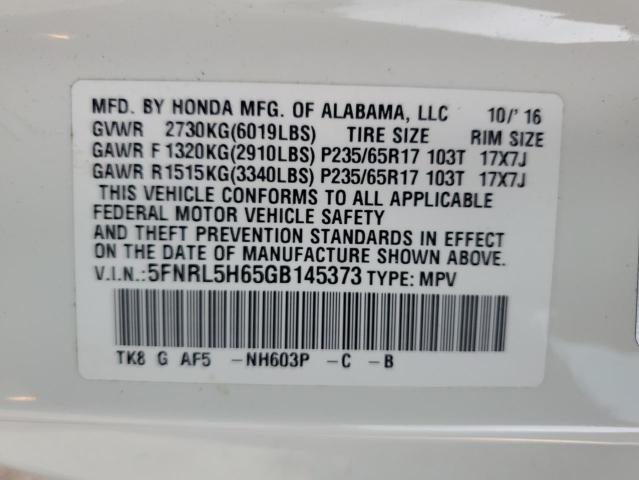 MFD. BY HONDA MFG. OF ALABAMA, LLC 10/'16
GVWR 2730KG(6019LBS) TIRE SIZE RIM SIZE
GAWR F 1320KG(2910LBS) P235/65R17 103T 17X7J
GAWR R 1515KG(3340LBS) P235/65R17 103T 17X7J
THIS VEHICLE CONFORMS TO ALL APPLICABLE
FEDERAL MOTOR VEHICLE SAFETY
AND THEFT PREVENTION STANDARDS IN EFFECT
ON THE DATE OF MANUFACTURE SHOWN ABOVE.
V.I.N.:5FNRL5H65GB145373 TYPE: MPV
TK8 G AF5 -NH603P -C -B